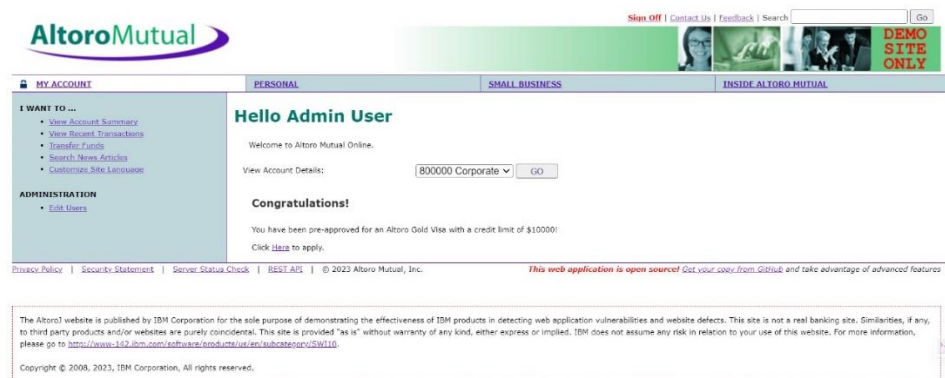 Sign Off | Contact Us | Feedback | Search Go
AltoroMutual
DEMO
SITE
ONLY
MY ACCOUNT PERSONAL SMALL BUSINESS INSIDE ALTORO MUTUAL
I WANT TO ...
• View Account Summary
• View Recent Transactions
• Transfer Funds
• Search News Articles
• Customize Site Language
ADMINISTRATION
• Edit Users
Hello Admin User
Welcome to Altoro Mutual Online.
View Account Details: 800000 Corporate GO
Congratulations!
You have been pre-approved for an Altoro Gold Visa with a credit limit of $10000!
Click Here to apply.
Privacy Policy | Security Statement | Server Status Check | REST API | © 2023 Altoro Mutual, Inc. This web application is open source! Get your copy from GitHub and take advantage of advanced features
The AltoroJ website is published by IBM Corporation for the sole purpose of demonstrating the effectiveness of IBM products in detecting web application vulnerabilities and website defects. This site is not a real banking site. Similarities, if any,
to third party products and/or websites are purely coincidental. This site is provided "as is" without warranty of any kind, either express or implied. IBM does not assume any risk in relation to your use of this website. For more information,
please go to http://www-142.ibm.com/software/products/us/en/subcategory/SWI10.
Copyright © 2008, 2023, IBM Corporation, All rights reserved.